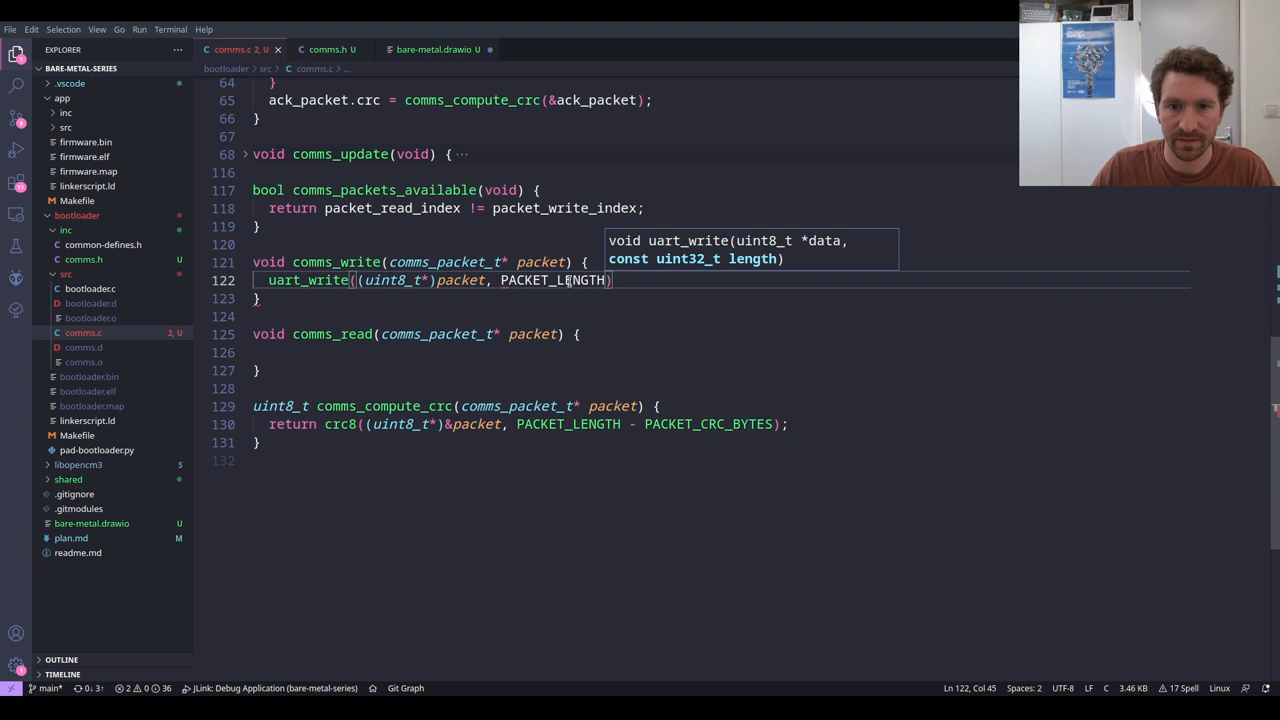 File Edit Selection View Go Run Terminal Help
EXPLORER
BARE-METAL-SERIES
.vscode
app
inc
src
firmware.bin
firmware.elf
firmware.map
linkerscript.ld
Makefile
bootloader
inc
common-defines.h
comms.h U
src
bootloader.c
bootloader.d
bootloader.o
comms.c 2, U
comms.d
comms.o
bootloader.bin
bootloader.elf
bootloader.map
linkerscript.ld
Makefile
pad-bootloader.py
libopencm3 S
shared
.gitignore
.gitmodules
bare-metal.drawio U
plan.md M
readme.md
OUTLINE
TIMELINE
comms.c 2, U
comms.h U
bare-metal.drawio U
bootloader > src > comms.c > ...
64 }
65 ack_packet.crc = comms_compute_crc(&ack_packet);
66 }
67
68 void comms_update(void) { ...
116
117 bool comms_packets_available(void) {
118 return packet_read_index != packet_write_index;
119 }
120
void uart_write(uint8_t *data,
const uint32_t length)
121 void comms_write(comms_packet_t* packet) {
122 uart_write((uint8_t*)packet, PACKET_LENGTH)
123 }
124
125 void comms_read(comms_packet_t* packet) {
126
127 }
128
129 uint8_t comms_compute_crc(comms_packet_t* packet) {
130 return crc8((uint8_t*)&packet, PACKET_LENGTH - PACKET_CRC_BYTES);
131 }
132
main* 0↓ 3↑ 2 0 36 JLink: Debug Application (bare-metal-series) Git Graph Ln 122, Col 45 Spaces: 2 UTF-8 LF C 3.46 KB 17 Spell Linux